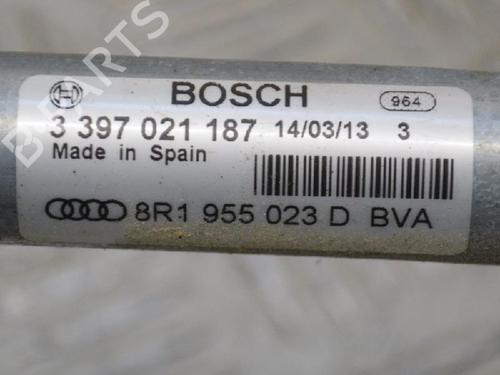 BOSCH 964
3 397 021 187 14/03/13 3
Made in Spain
8R1 955 023 D BVA